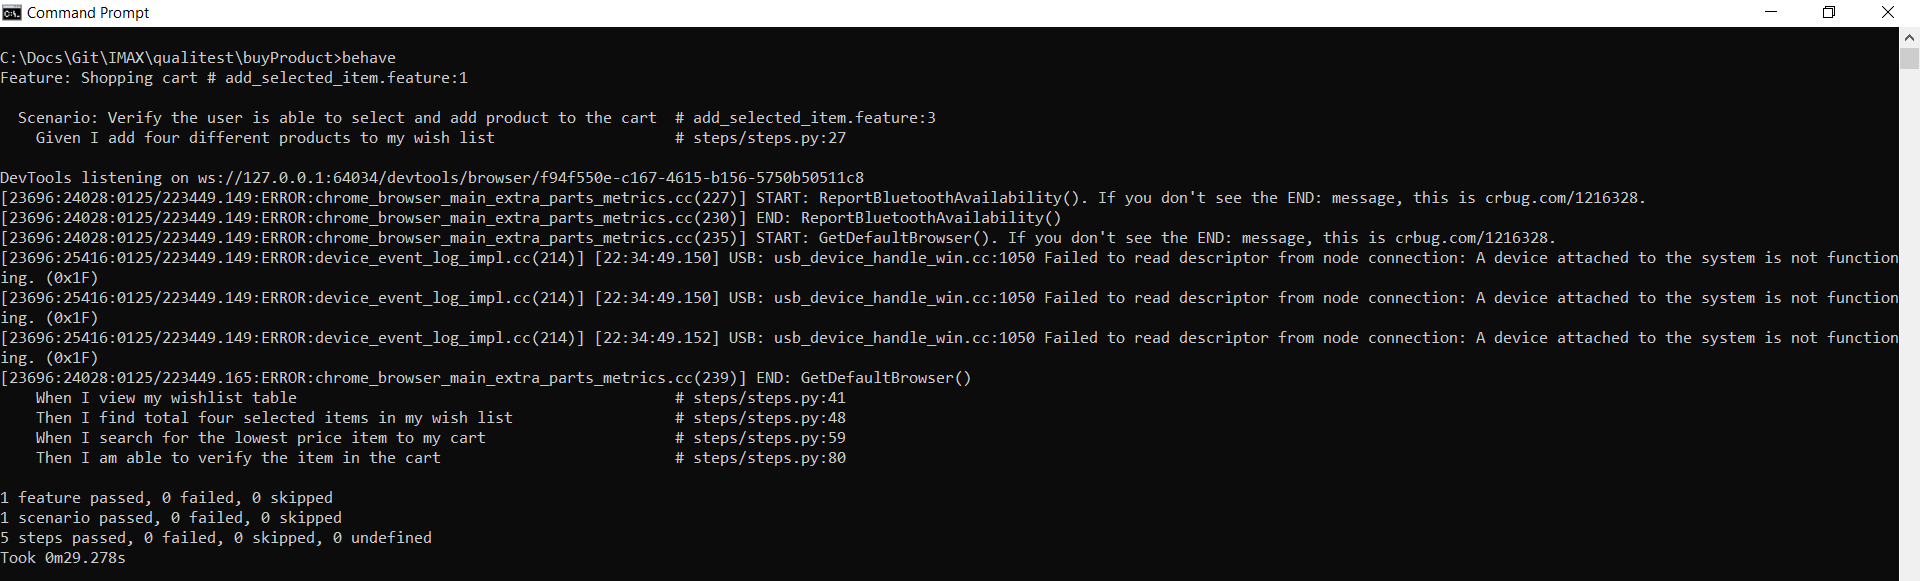 Command Prompt
C:\Docs\Git\IMAX\qualitest\buyProduct>behave
Feature: Shopping cart # add_selected_item.feature:1
  Scenario: Verify the user is able to select and add product to the cart  # add_selected_item.feature:3
    Given I add four different products to my wish list                    # steps/steps.py:27
DevTools listening on ws://127.0.0.1:64034/devtools/browser/f94f550e-c167-4615-b156-5750b50511c8
[23696:24028:0125/223449.149:ERROR:chrome_browser_main_extra_parts_metrics.cc(227)] START: ReportBluetoothAvailability(). If you don't see the END: message, this is crbug.com/1216328.
[23696:24028:0125/223449.149:ERROR:chrome_browser_main_extra_parts_metrics.cc(230)] END: ReportBluetoothAvailability()
[23696:24028:0125/223449.149:ERROR:chrome_browser_main_extra_parts_metrics.cc(235)] START: GetDefaultBrowser(). If you don't see the END: message, this is crbug.com/1216328.
[23696:25416:0125/223449.149:ERROR:device_event_log_impl.cc(214)] [22:34:49.150] USB: usb_device_handle_win.cc:1050 Failed to read descriptor from node connection: A device attached to the system is not function
ing. (0x1F)
[23696:25416:0125/223449.149:ERROR:device_event_log_impl.cc(214)] [22:34:49.150] USB: usb_device_handle_win.cc:1050 Failed to read descriptor from node connection: A device attached to the system is not function
ing. (0x1F)
[23696:25416:0125/223449.149:ERROR:device_event_log_impl.cc(214)] [22:34:49.152] USB: usb_device_handle_win.cc:1050 Failed to read descriptor from node connection: A device attached to the system is not function
ing. (0x1F)
[23696:24028:0125/223449.165:ERROR:chrome_browser_main_extra_parts_metrics.cc(239)] END: GetDefaultBrowser()
    When I view my wishlist table                                          # steps/steps.py:41
    Then I find total four selected items in my wish list                  # steps/steps.py:48
    When I search for the lowest price item to my cart                     # steps/steps.py:59
    Then I am able to verify the item in the cart                          # steps/steps.py:80
1 feature passed, 0 failed, 0 skipped
1 scenario passed, 0 failed, 0 skipped
5 steps passed, 0 failed, 0 skipped, 0 undefined
Took 0m29.278s